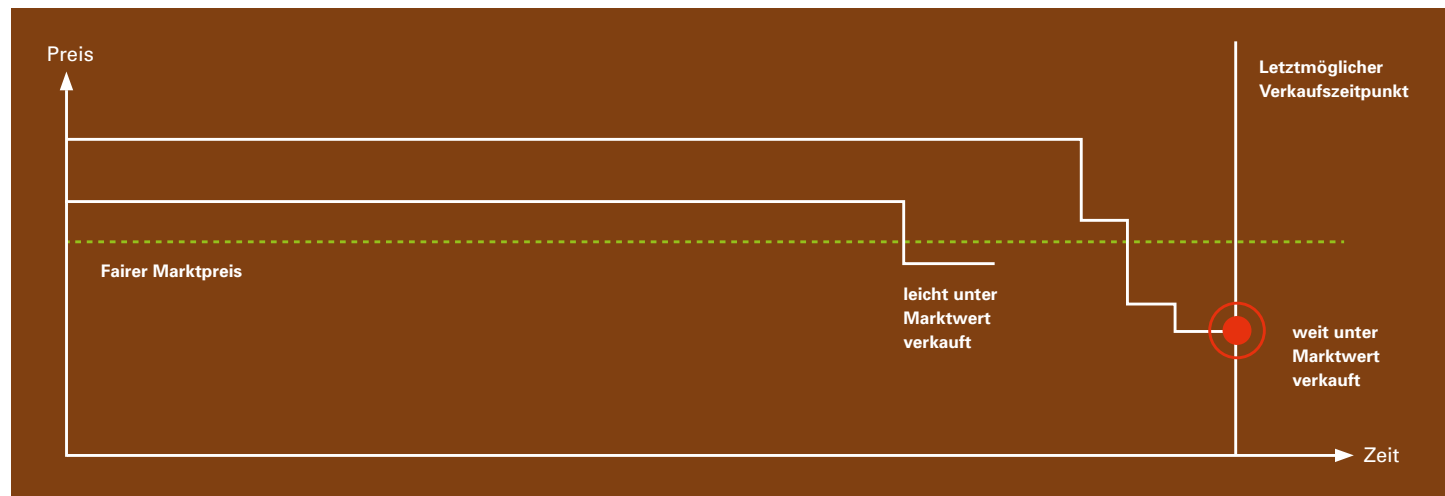 Preis
Letztmöglicher
Verkaufszeitpunkt
Fairer Marktpreis
leicht unter
Marktwert
verkauft
weit unter
Marktwert
verkauft
Zeit